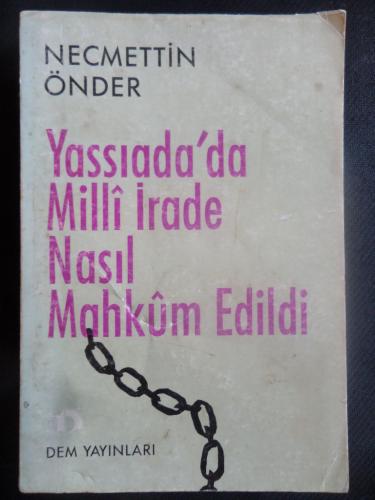 NECMETTİN
ÖNDER
Yassıada'da
Millî İrade
Nasıl
Mahkûm Edildi
DEM YAYINLARI